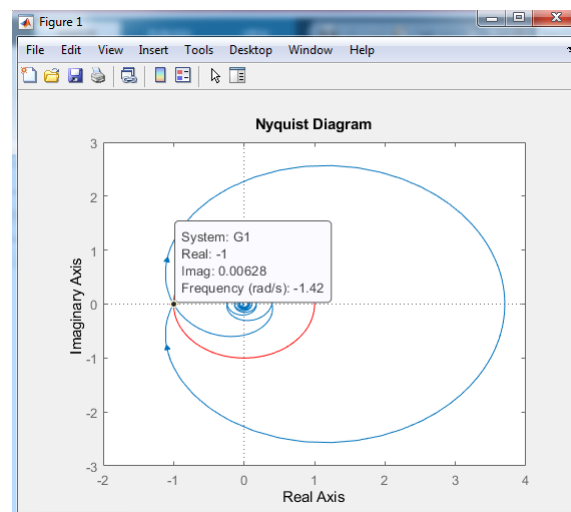 Figure 1
File Edit View Insert Tools Desktop Window Help
Nyquist Diagram
3
2
1
0
-1
-2
-3
Imaginary Axis
System: G1
Real: -1
Imag: 0.00628
Frequency (rad/s): -1.42
-2 -1 0 1 2 3 4
Real Axis